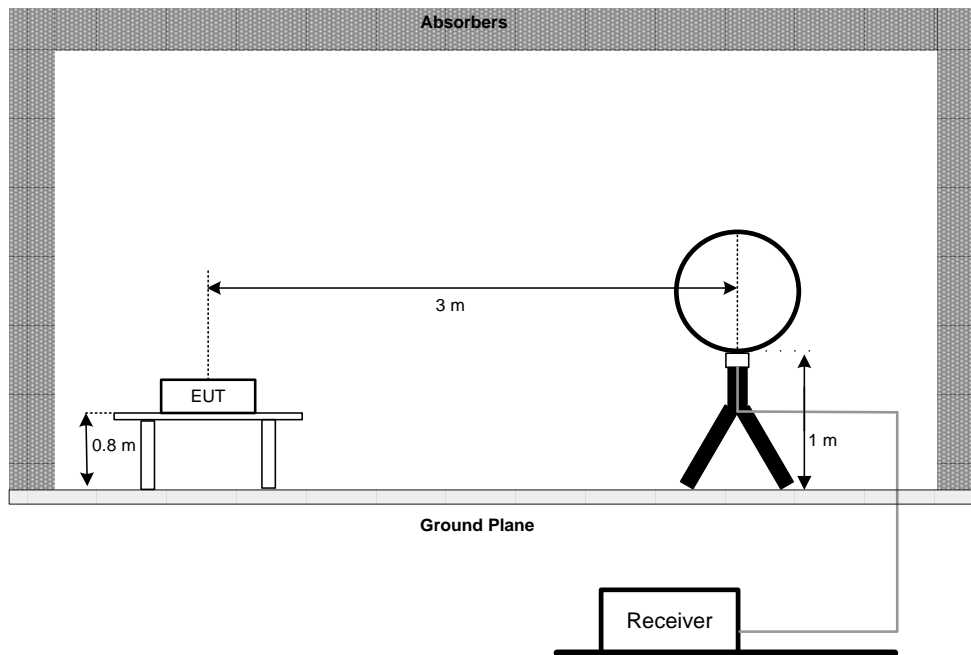 Absorbers
3 m
EUT
0.8 m
1 m
Ground Plane
Receiver